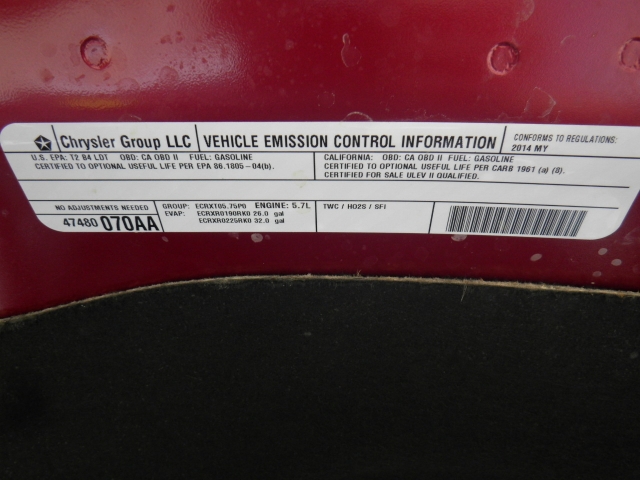 Chrysler Group LLC VEHICLE EMISSION CONTROL INFORMATION CONFORMS TO REGULATIONS:
2014 MY
U.S. EPA: T2 B4 LDT OBD: CA OBD II FUEL: GASOLINE
CERTIFIED TO OPTIONAL USEFUL LIFE PER EPA 86.1805-04(b).
CALIFORNIA: OBD: CA OBD II FUEL: GASOLINE
CERTIFIED TO OPTIONAL USEFUL LIFE PER CARB 1961 (a) (8).
CERTIFIED FOR SALE ULEV II QUALIFIED.
NO ADJUSTMENTS NEEDED
47480 070AA
GROUP: ECRXT05.75P0 ENGINE: 5.7L
EVAP: ECRXR0190RK0 26.0 gal
ECRXR0225RK0 32.0 gal
TWC / HO2S / SFI